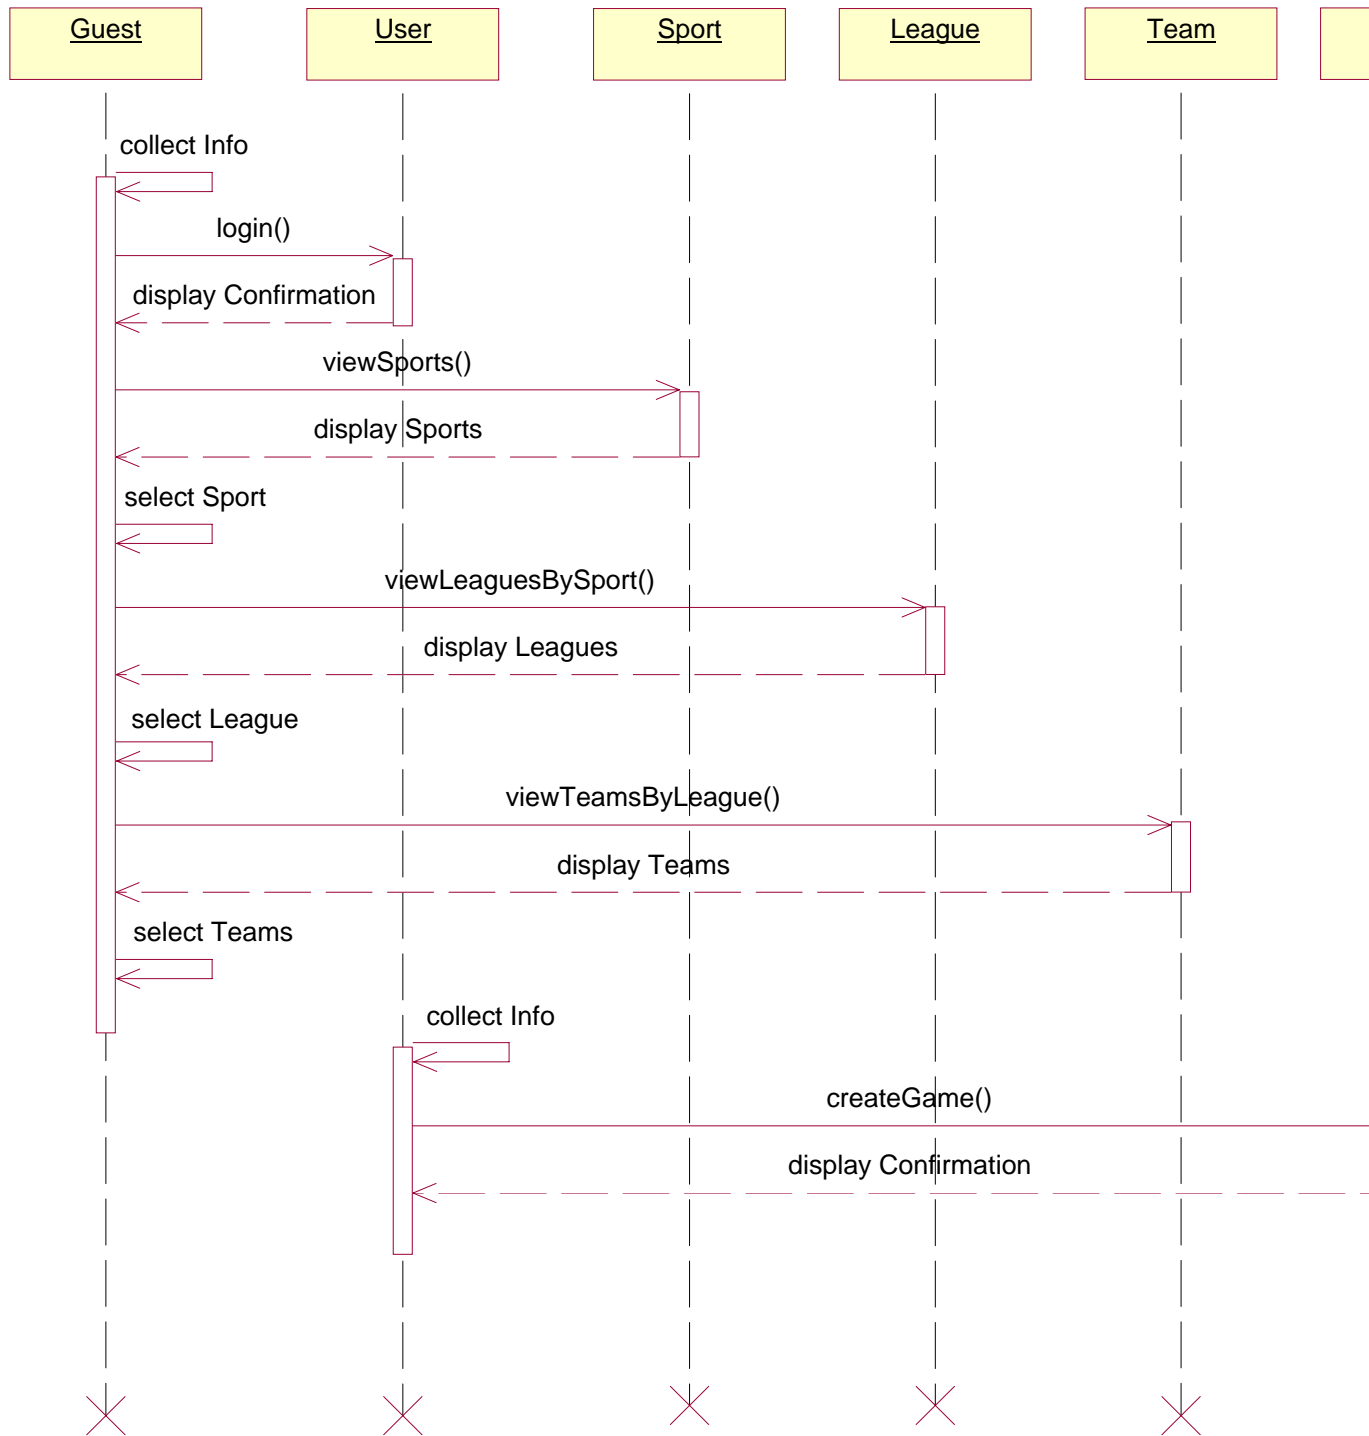 Guest
User
Sport
League
Team
collect Info
login()
display Confirmation
viewSports()
display Sports
select Sport
viewLeaguesBySport()
display Leagues
select League
viewTeamsByLeague()
display Teams
select Teams
collect Info
createGame()
display Confirmation